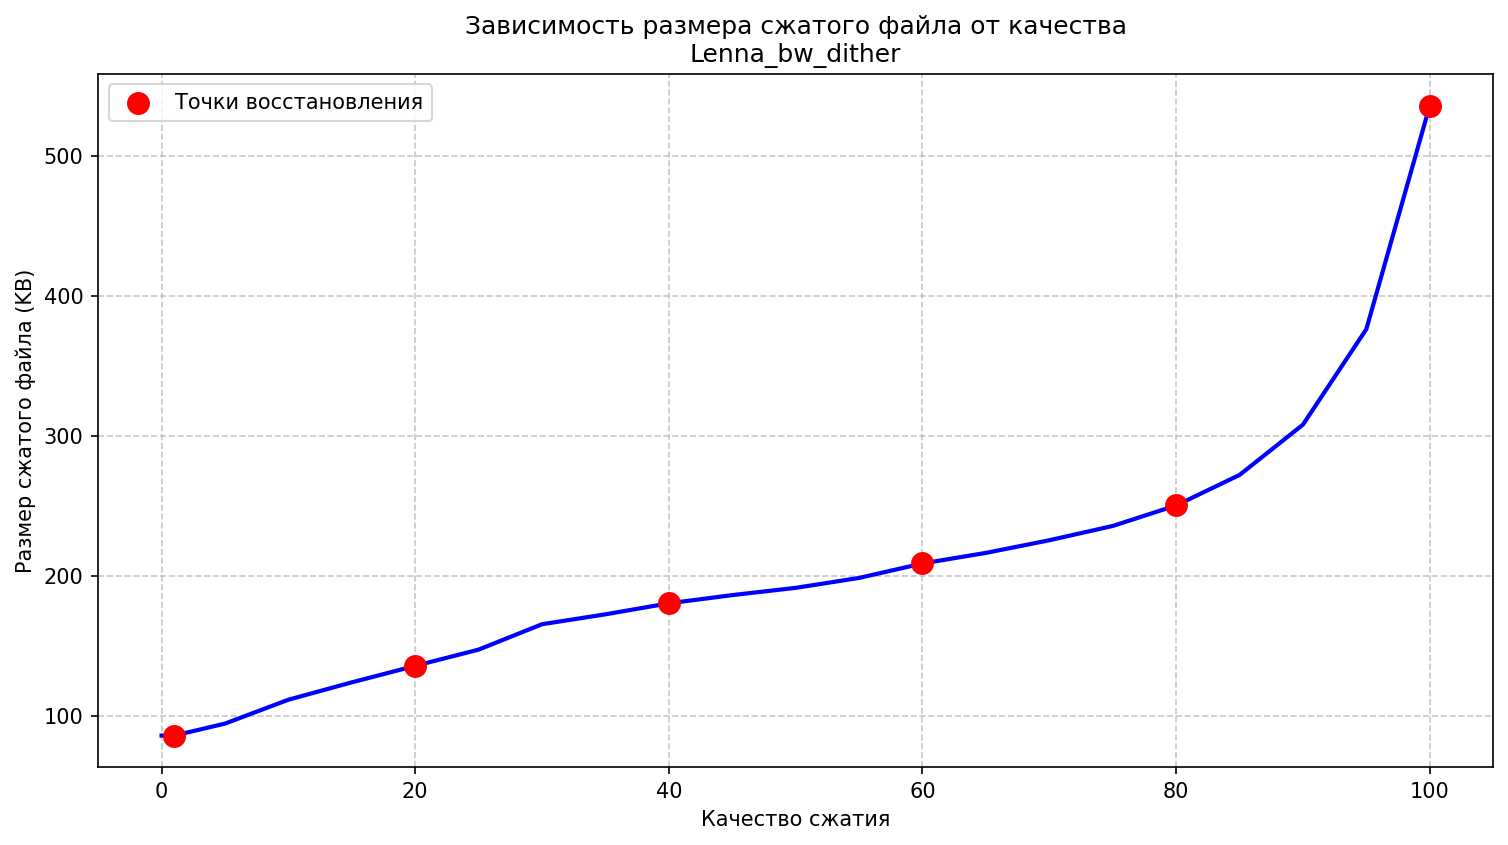 Зависимость размера сжатого файла от качества
Lenna_bw_dither
Точки восстановления
Размер сжатого файла (KB)
500
400
300
200
100
0
20
40
60
80
100
Качество сжатия